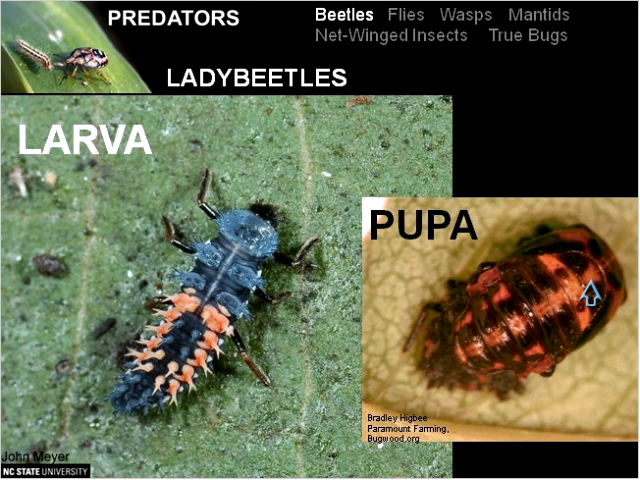 PREDATORS
Beetles Flies Wasps Mantids
Net-Winged Insects True Bugs
LADYBEETLES
LARVA
PUPA
Bradley Higbee
Paramount Farming,
Bugwood.org
John Meyer
NC STATE UNIVERSITY